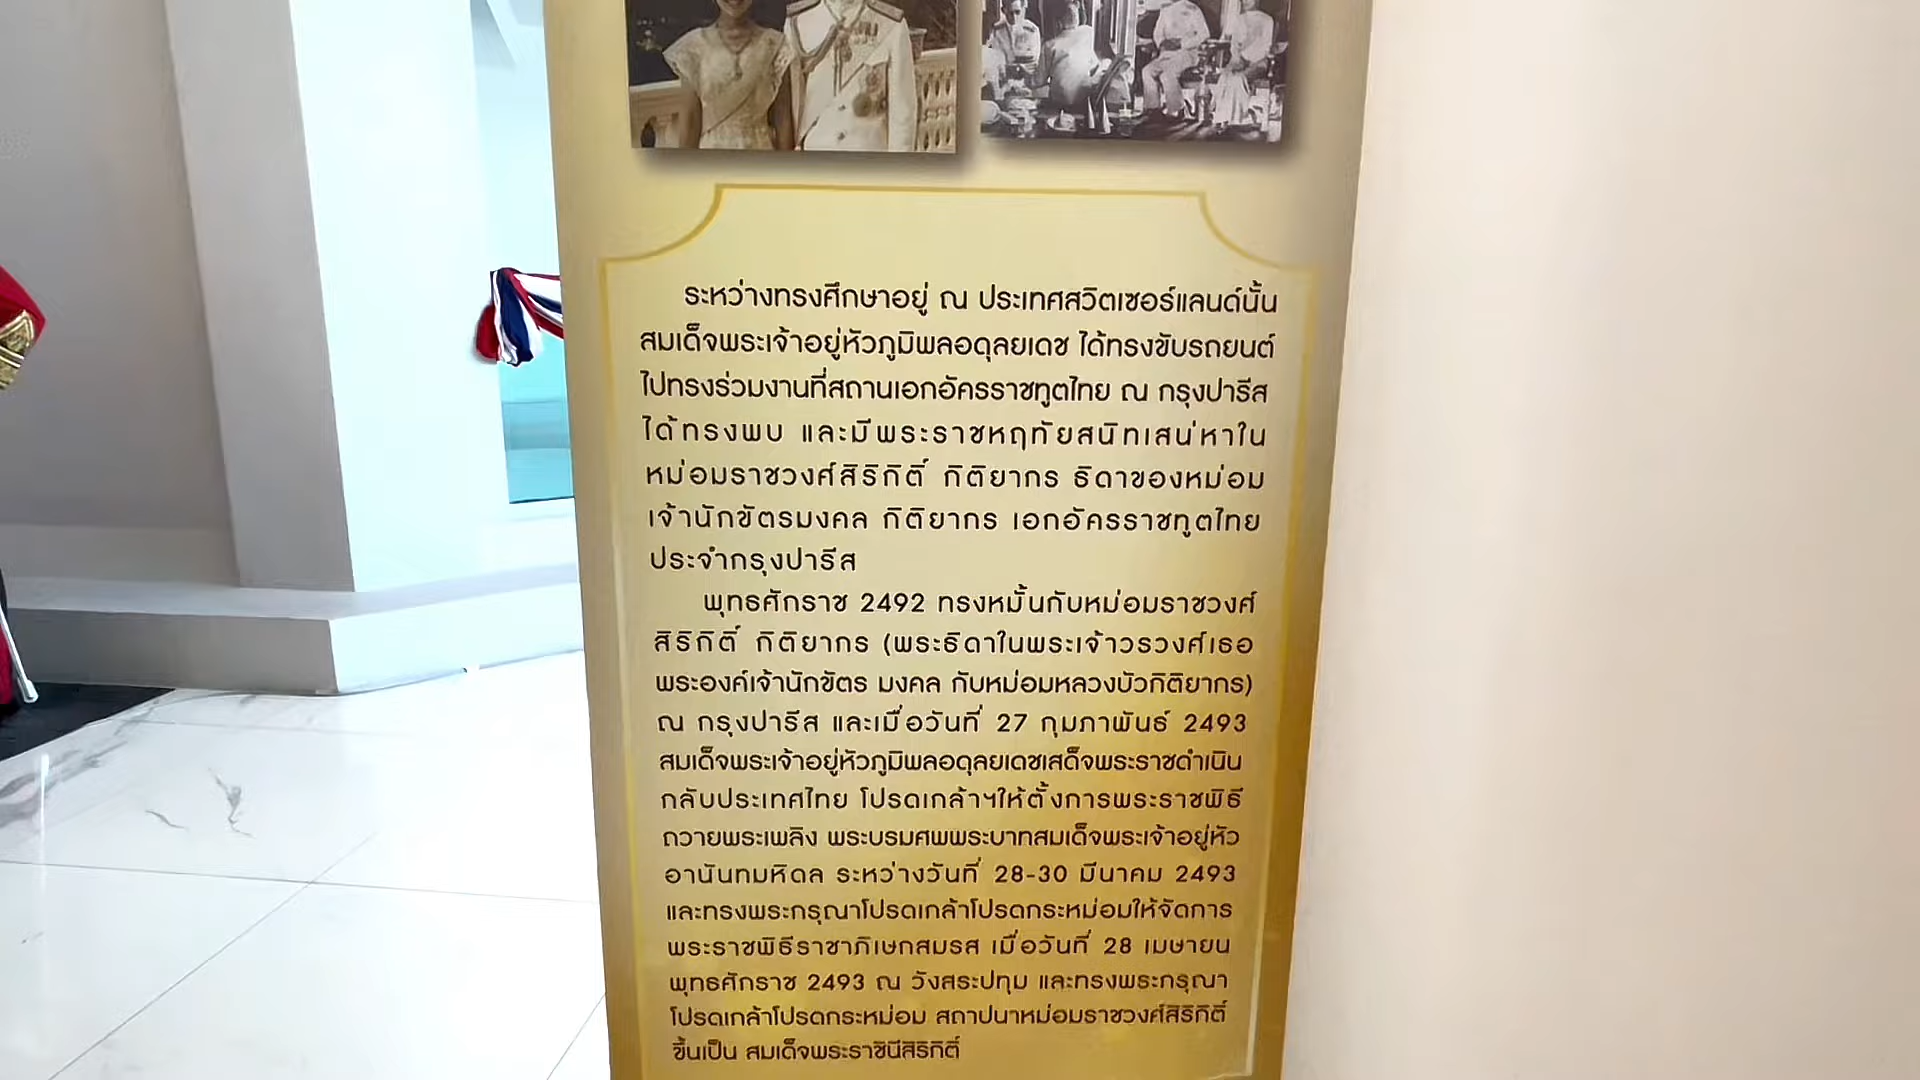 ระหว่างทรงศึกษาอยู่ ณ ประเทศสวิตเซอร์แลนด์นั้น
สมเด็จพระเจ้าอยู่หัวภูมิพลอดุลยเดช ได้ทรงขับรถยนต์
ไปทรงร่วมงานที่สถานเอกอัครราชทูตไทย ณ กรุงปารีส
ได้ทรงพบ และมีพระราชหฤทัยสนิทเสน่หาใน
หม่อมราชวงศ์สิริกิติ์ กิติยากร ธิดาของหม่อม
เจ้านักขัตรมงคล กิติยากร เอกอัครราชทูตไทย
ประจำกรุงปารีส
พุทธศักราช 2492 ทรงหมั้นกับหม่อมราชวงศ์
สิริกิติ์ กิติยากร (พระธิดาในพระเจ้าวรวงศ์เธอ
พระองค์เจ้านักขัตร มงคล กับหม่อมหลวงบัวกิติยากร)
ณ กรุงปารีส และเมื่อวันที่ 27 กุมภาพันธ์ 2493
สมเด็จพระเจ้าอยู่หัวภูมิพลอดุลยเดชเสด็จพระราชดำเนิน
กลับประเทศไทย โปรดเกล้าฯให้ตั้งการพระราชพิธี
ถวายพระเพลิง พระบรมศพพระบาทสมเด็จพระเจ้าอยู่หัว
อานันทมหิดล ระหว่างวันที่ 28-30 มีนาคม 2493
และทรงพระกรุณาโปรดเกล้าโปรดกระหม่อมให้จัดการ
พระราชพิธีราชาภิเษกสมรส เมื่อวันที่ 28 เมษายน
พุทธศักราช 2493 ณ วังสระปทุม และทรงพระกรุณา
โปรดเกล้าโปรดกระหม่อม สถาปนาหม่อมราชวงศ์สิริกิติ์
ขึ้นเป็น สมเด็จพระราชินีสิริกิติ์